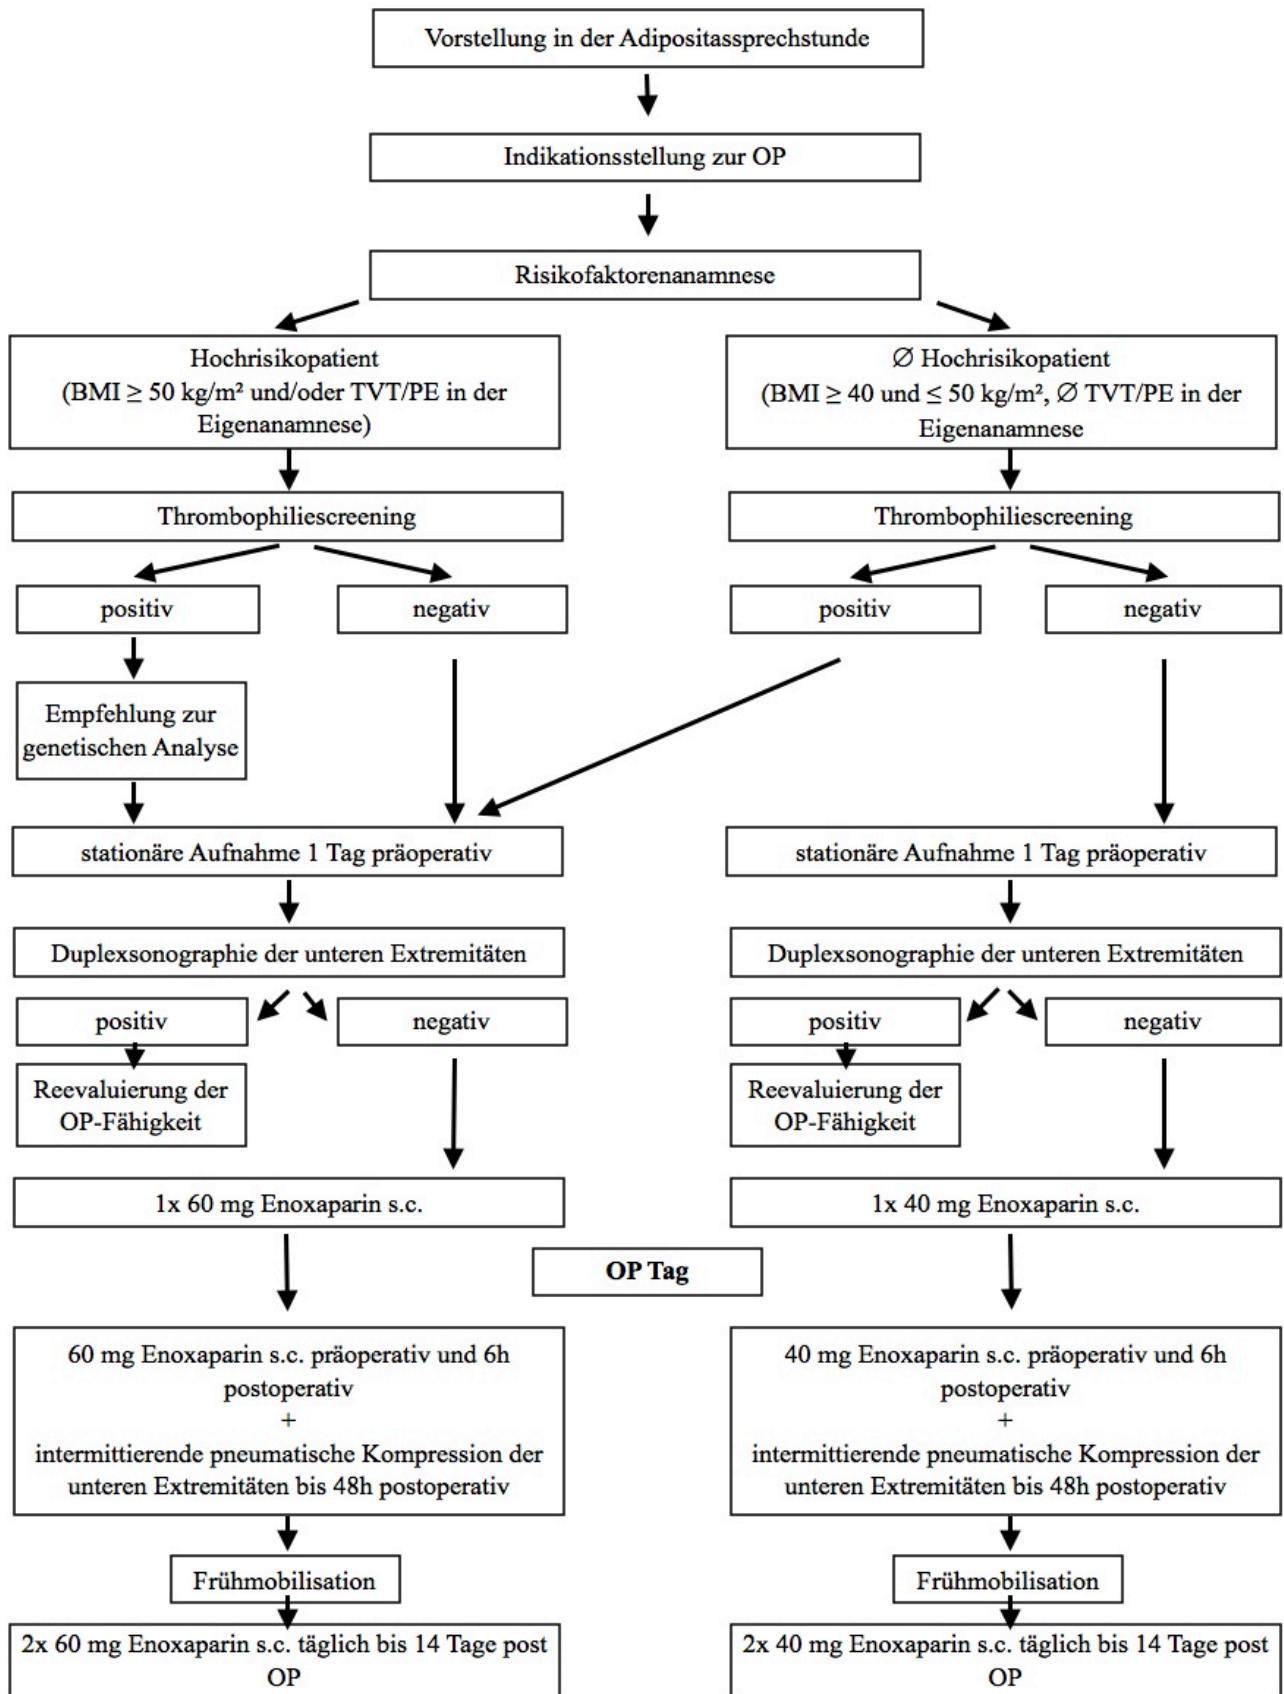 Vorstellung in der Adipositassprechstunde
Indikationsstellung zur OP
Risikofaktorenanamnese
Hochrisikopatient
(BMI ≥ 50 kg/m² und/oder TVT/PE in der
Eigenanamnese)
∅ Hochrisikopatient
(BMI ≥ 40 und ≤ 50 kg/m², ∅ TVT/PE in der
Eigenanamnese
Thrombophiliescreening
Thrombophiliescreening
positiv
negativ
positiv
negativ
Empfehlung zur
genetischen Analyse
stationäre Aufnahme 1 Tag präoperativ
stationäre Aufnahme 1 Tag präoperativ
Duplexsonographie der unteren Extremitäten
Duplexsonographie der unteren Extremitäten
positiv
negativ
positiv
negativ
Reevaluierung der
OP-Fähigkeit
Reevaluierung der
OP-Fähigkeit
1x 60 mg Enoxaparin s.c.
1x 40 mg Enoxaparin s.c.
OP Tag
60 mg Enoxaparin s.c. präoperativ und 6h
postoperativ
+
intermittierende pneumatische Kompression der
unteren Extremitäten bis 48h postoperativ
40 mg Enoxaparin s.c. präoperativ und 6h
postoperativ
+
intermittierende pneumatische Kompression der
unteren Extremitäten bis 48h postoperativ
Frühmobilisation
Frühmobilisation
2x 60 mg Enoxaparin s.c. täglich bis 14 Tage post
OP
2x 40 mg Enoxaparin s.c. täglich bis 14 Tage post
OP